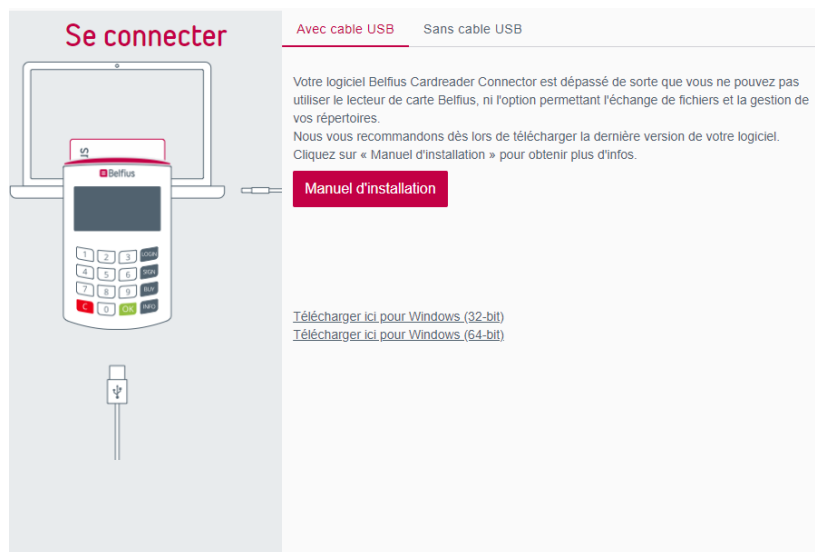 Se connecter
Avec cable USB
Sans cable USB
Votre logiciel Belfius Cardreader Connector est dépassé de sorte que vous ne pouvez pas
utiliser le lecteur de carte Belfius, ni l'option permettant l'échange de fichiers et la gestion de
vos répertoires.
Nous vous recommandons dès lors de télécharger la dernière version de votre logiciel.
Cliquez sur « Manuel d'installation » pour obtenir plus d'infos.
Manuel d'installation
Télécharger ici pour Windows (32-bit)
Télécharger ici pour Windows (64-bit)
Belfius
1 2 3 LOGIN
4 5 6 SIGN
7 8 9 BUY
C 0 OK INFO